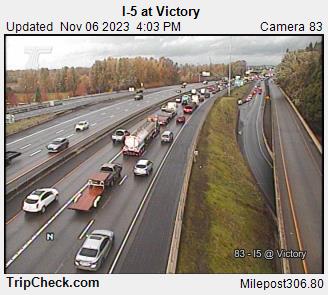 I-5 at Victory
Updated  Nov 06 2023  4:03 PM    Camera 83
TripCheck
N
83 - I5 @ Victory
TripCheck.com    Milepost306.80